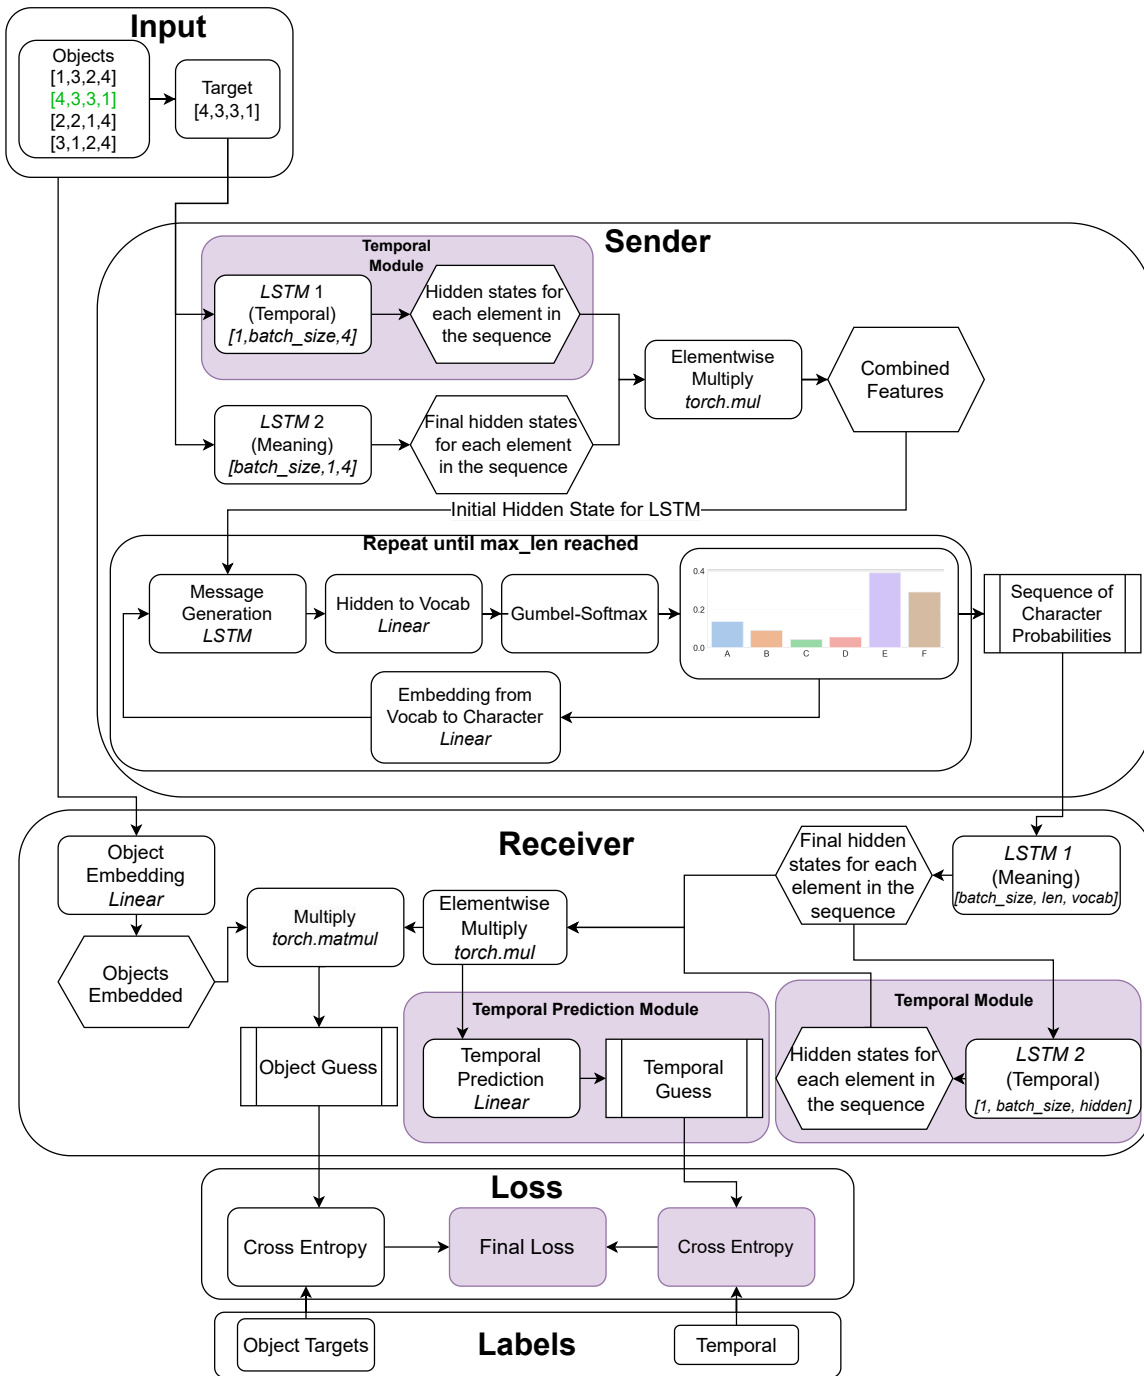 Input
Objects
[1,3,2,4]
[4,3,3,1]
[2,2,1,4]
[3,1,2,4]
Target
[4,3,3,1]
Sender
Temporal
Module
LSTM 1
(Temporal)
[1,batch_size,4]
Hidden states for
each element in
the sequence
LSTM 2
(Meaning)
[batch_size,1,4]
Final hidden states
for each element
in the sequence
Elementwise
Multiply
torch.mul
Combined
Features
Initial Hidden State for LSTM
Repeat until max_len reached
Message
Generation
LSTM
Hidden to Vocab
Linear
Gumbel-Softmax
0.4
0.2
0.0
A B C D E F
Sequence of
Character
Probabilities
Embedding from
Vocab to Character
Linear
Receiver
Object
Embedding
Linear
Objects
Embedded
Multiply
torch.matmul
Elementwise
Multiply
torch.mul
Final hidden
states for each
element in the
sequence
LSTM 1
(Meaning)
[batch_size, len, vocab]
Object Guess
Temporal Prediction Module
Temporal
Prediction
Linear
Temporal
Guess
Temporal Module
Hidden states for
each element in
the sequence
LSTM 2
(Temporal)
[1, batch_size, hidden]
Loss
Cross Entropy
Final Loss
Cross Entropy
Object Targets
Labels
Temporal